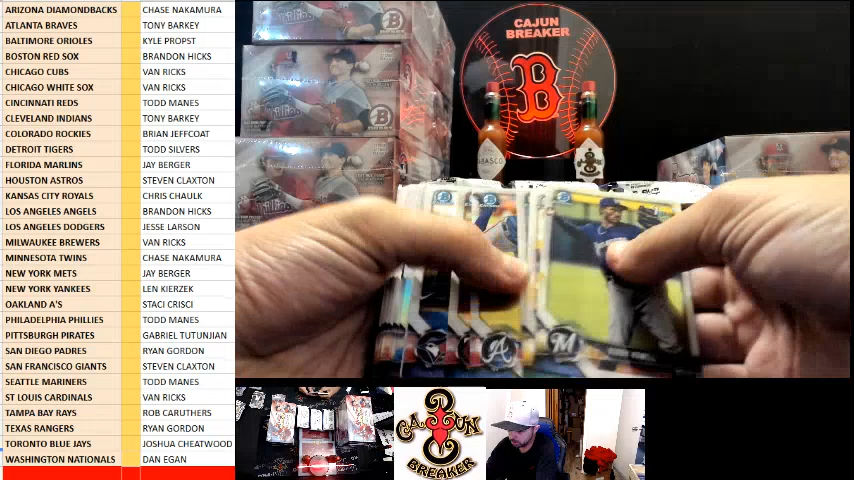 ARIZONA DIAMONDBACKS CHASE NAKAMURA
ATLANTA BRAVES TONY BARKEY
BALTIMORE ORIOLES KYLE PROPST
BOSTON RED SOX BRANDON HICKS
CHICAGO CUBS VAN RICKS
CHICAGO WHITE SOX VAN RICKS
CINCINNATI REDS TODD MANES
CLEVELAND INDIANS TONY BARKEY
COLORADO ROCKIES BRIAN JEFFCOAT
DETROIT TIGERS TODD SILVERS
FLORIDA MARLINS JAY BERGER
HOUSTON ASTROS STEVEN CLAXTON
KANSAS CITY ROYALS CHRIS CHAULK
LOS ANGELES ANGELS BRANDON HICKS
LOS ANGELES DODGERS JESSE LARSON
MILWAUKEE BREWERS VAN RICKS
MINNESOTA TWINS CHASE NAKAMURA
NEW YORK METS JAY BERGER
NEW YORK YANKEES LEN KIERZEK
OAKLAND A'S STACI CRISCI
PHILADELPHIA PHILLIES TODD MANES
PITTSBURGH PIRATES GABRIEL TUTUNJIAN
SAN DIEGO PADRES RYAN GORDON
SAN FRANCISCO GIANTS STEVEN CLAXTON
SEATTLE MARINERS TODD MANES
ST LOUIS CARDINALS VAN RICKS
TAMPA BAY RAYS ROB CARUTHERS
TEXAS RANGERS RYAN GORDON
TORONTO BLUE JAYS JOSHUA CHEATWOOD
WASHINGTON NATIONALS DAN EGAN
CAJUN
BREAKER
B
CAJUN
BREAKER